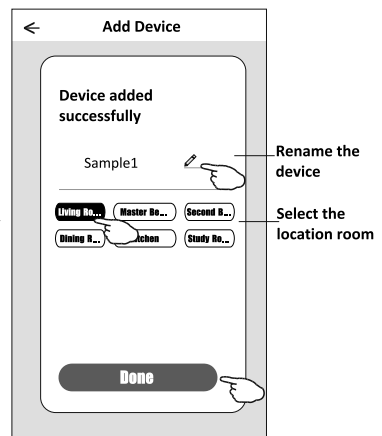 Add Device
Device added
successfully
Sample1
Rename the
device
Living Ro... Master Be... Second B...
Select the
location room
Dining R... Study Ro...
Done